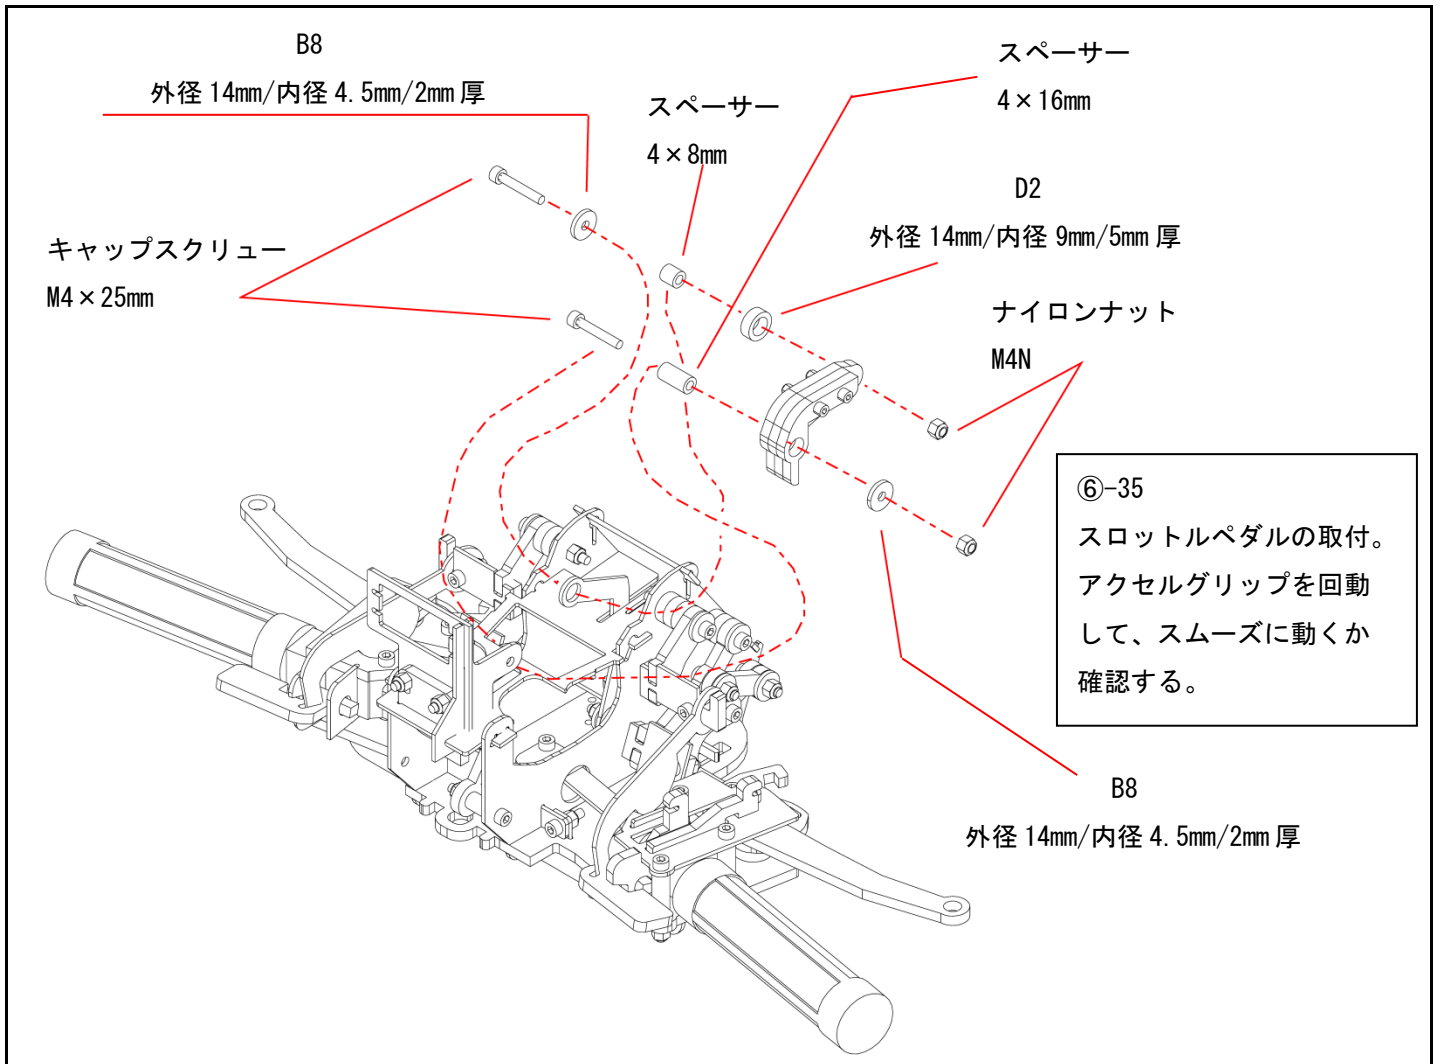 B8
外径 14mm/内径 4.5mm/2mm 厚
スペーサー
4×8mm
スペーサー
4×16mm
D2
外径 14mm/内径 9mm/5mm 厚
キャップスクリュー
M4×25mm
ナイロンナット
M4N
⑥-35
スロットルペダルの取付。
アクセルグリップを回動
して、スムーズに動くか
確認する。
B8
外径 14mm/内径 4.5mm/2mm 厚